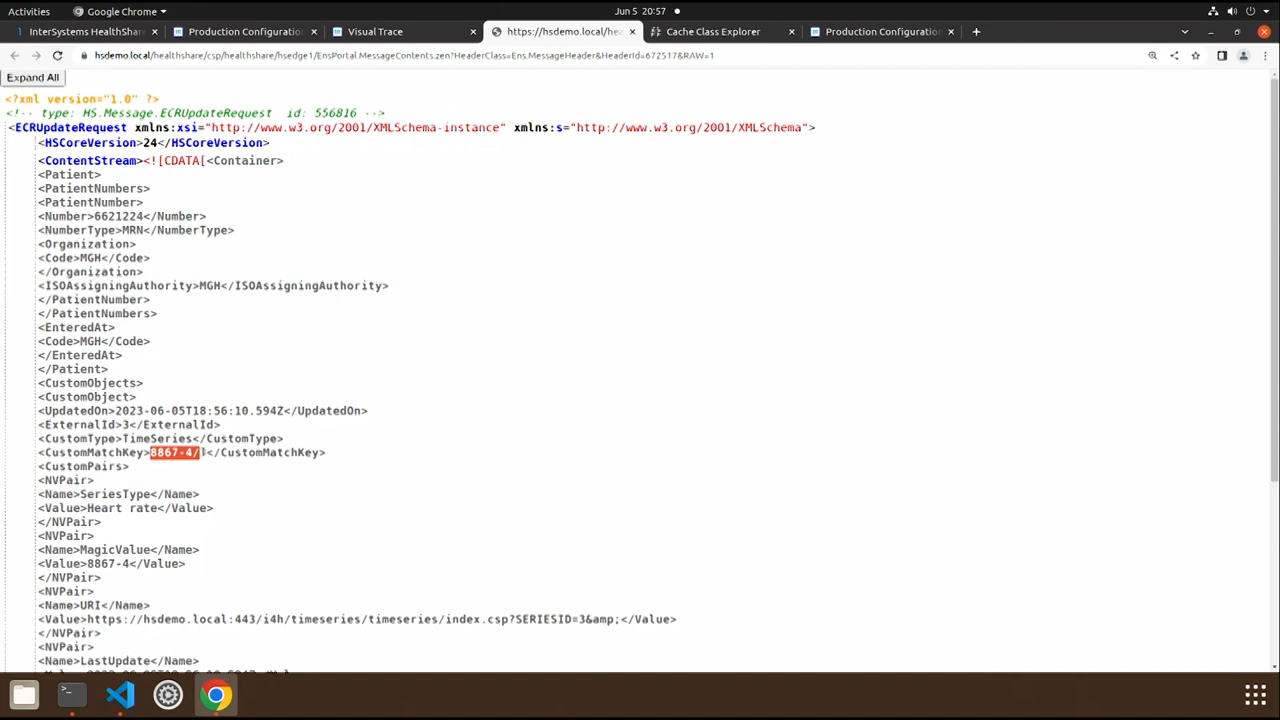 Activities
Google Chrome
Jun 5 20:57
InterSystems HealthShare
Production Configuration
Visual Trace
https://hsdemo.local/hea
Cache Class Explorer
Production Configuration
hsdemo.local/healthshare/csp/healthshare/hsedge1/EnsPortal.MessageContents.zen?HeaderClass=Ens.MessageHeader&HeaderId=672517&RAW=1
Expand All
<?xml version="1.0" ?>
<!-- type: HS.Message.ECRUpdateRequest  id: 556816 -->
<ECRUpdateRequest xmlns:xsi="http://www.w3.org/2001/XMLSchema-instance" xmlns:s="http://www.w3.org/2001/XMLSchema">
<HSCoreVersion>24</HSCoreVersion>
<ContentStream><![CDATA[<Container>
<Patient>
<PatientNumbers>
<PatientNumber>
<Number>6621224</Number>
<NumberType>MRN</NumberType>
<Organization>
<Code>MGH</Code>
</Organization>
<ISOAssigningAuthority>MGH</ISOAssigningAuthority>
</PatientNumber>
</PatientNumbers>
<EnteredAt>
<Code>MGH</Code>
</EnteredAt>
</Patient>
<CustomObjects>
<CustomObject>
<UpdatedOn>2023-06-05T18:56:10.594Z</UpdatedOn>
<ExternalId>3</ExternalId>
<CustomType>TimeSeries</CustomType>
<CustomMatchKey>8867-4/</CustomMatchKey>
<CustomPairs>
<NVPair>
<Name>SeriesType</Name>
<Value>Heart rate</Value>
</NVPair>
<NVPair>
<Name>MagicValue</Name>
<Value>8867-4</Value>
</NVPair>
<NVPair>
<Name>URI</Name>
<Value>https://hsdemo.local:443/i4h/timeseries/timeseries/index.csp?SERIESID=3&amp;</Value>
</NVPair>
<NVPair>
<Name>LastUpdate</Name>